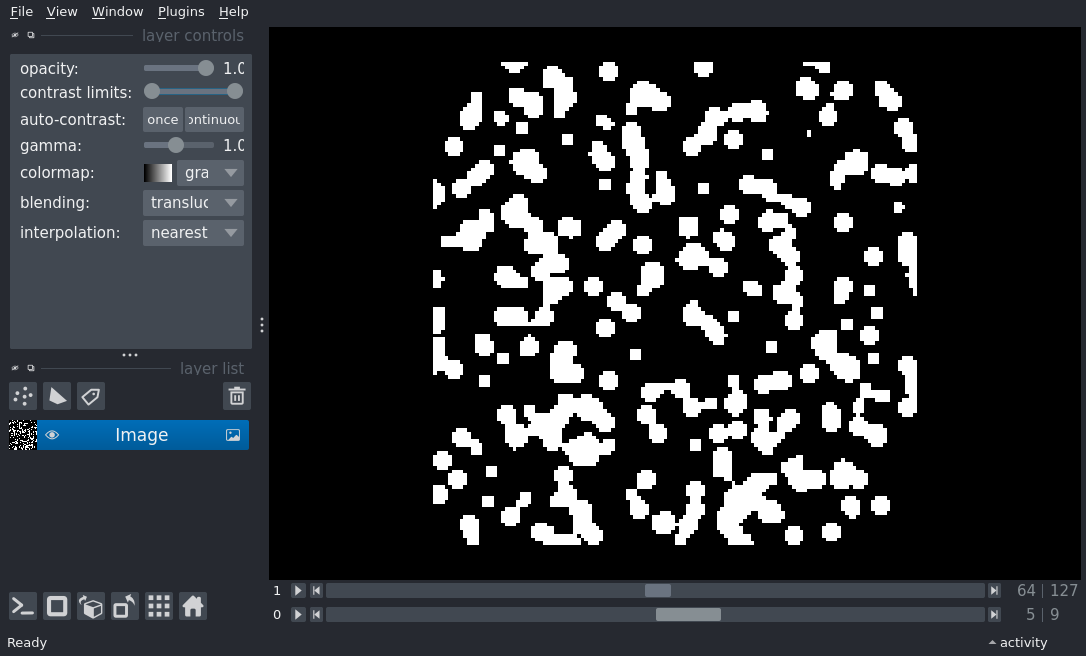 File View Window Plugins Help
layer controls
opacity: 1.0
contrast limits:
auto-contrast: once ontinuou
gamma: 1.0
colormap: gra
blending: transluc
interpolation: nearest
layer list
Image
1 64 127
0 5 9
Ready activity